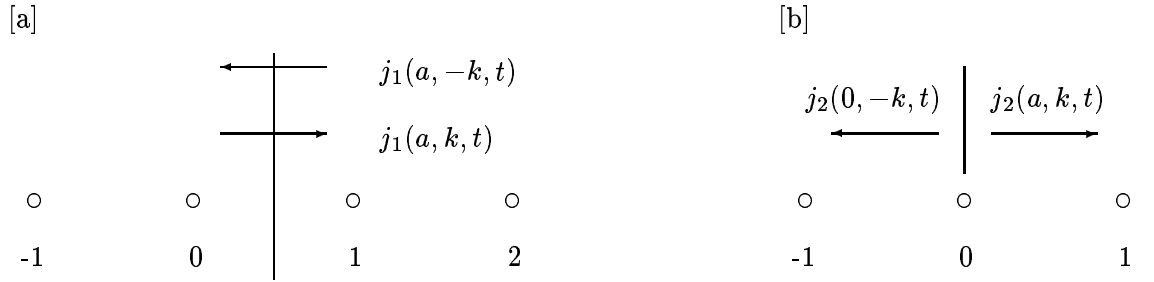 [a]
j₁(a, −k, t)
j₁(a, k, t)
-1 0 1 2
[b]
j₂(0, −k, t) j₂(a, k, t)
-1 0 1